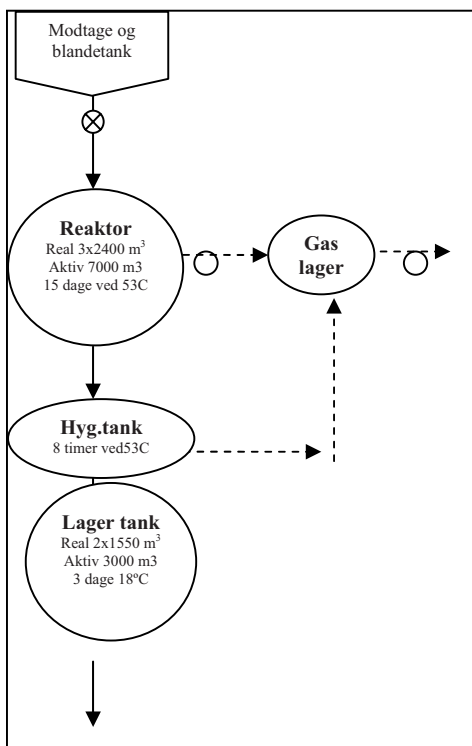 Modtage og
blandetank
Reaktor
Real 3x2400 m³
Aktiv 7000 m3
15 dage ved 53C
Gas
lager
Hyg.tank
8 timer ved53C
Lager tank
Real 2x1550 m³
Aktiv 3000 m3
3 dage 18ºC